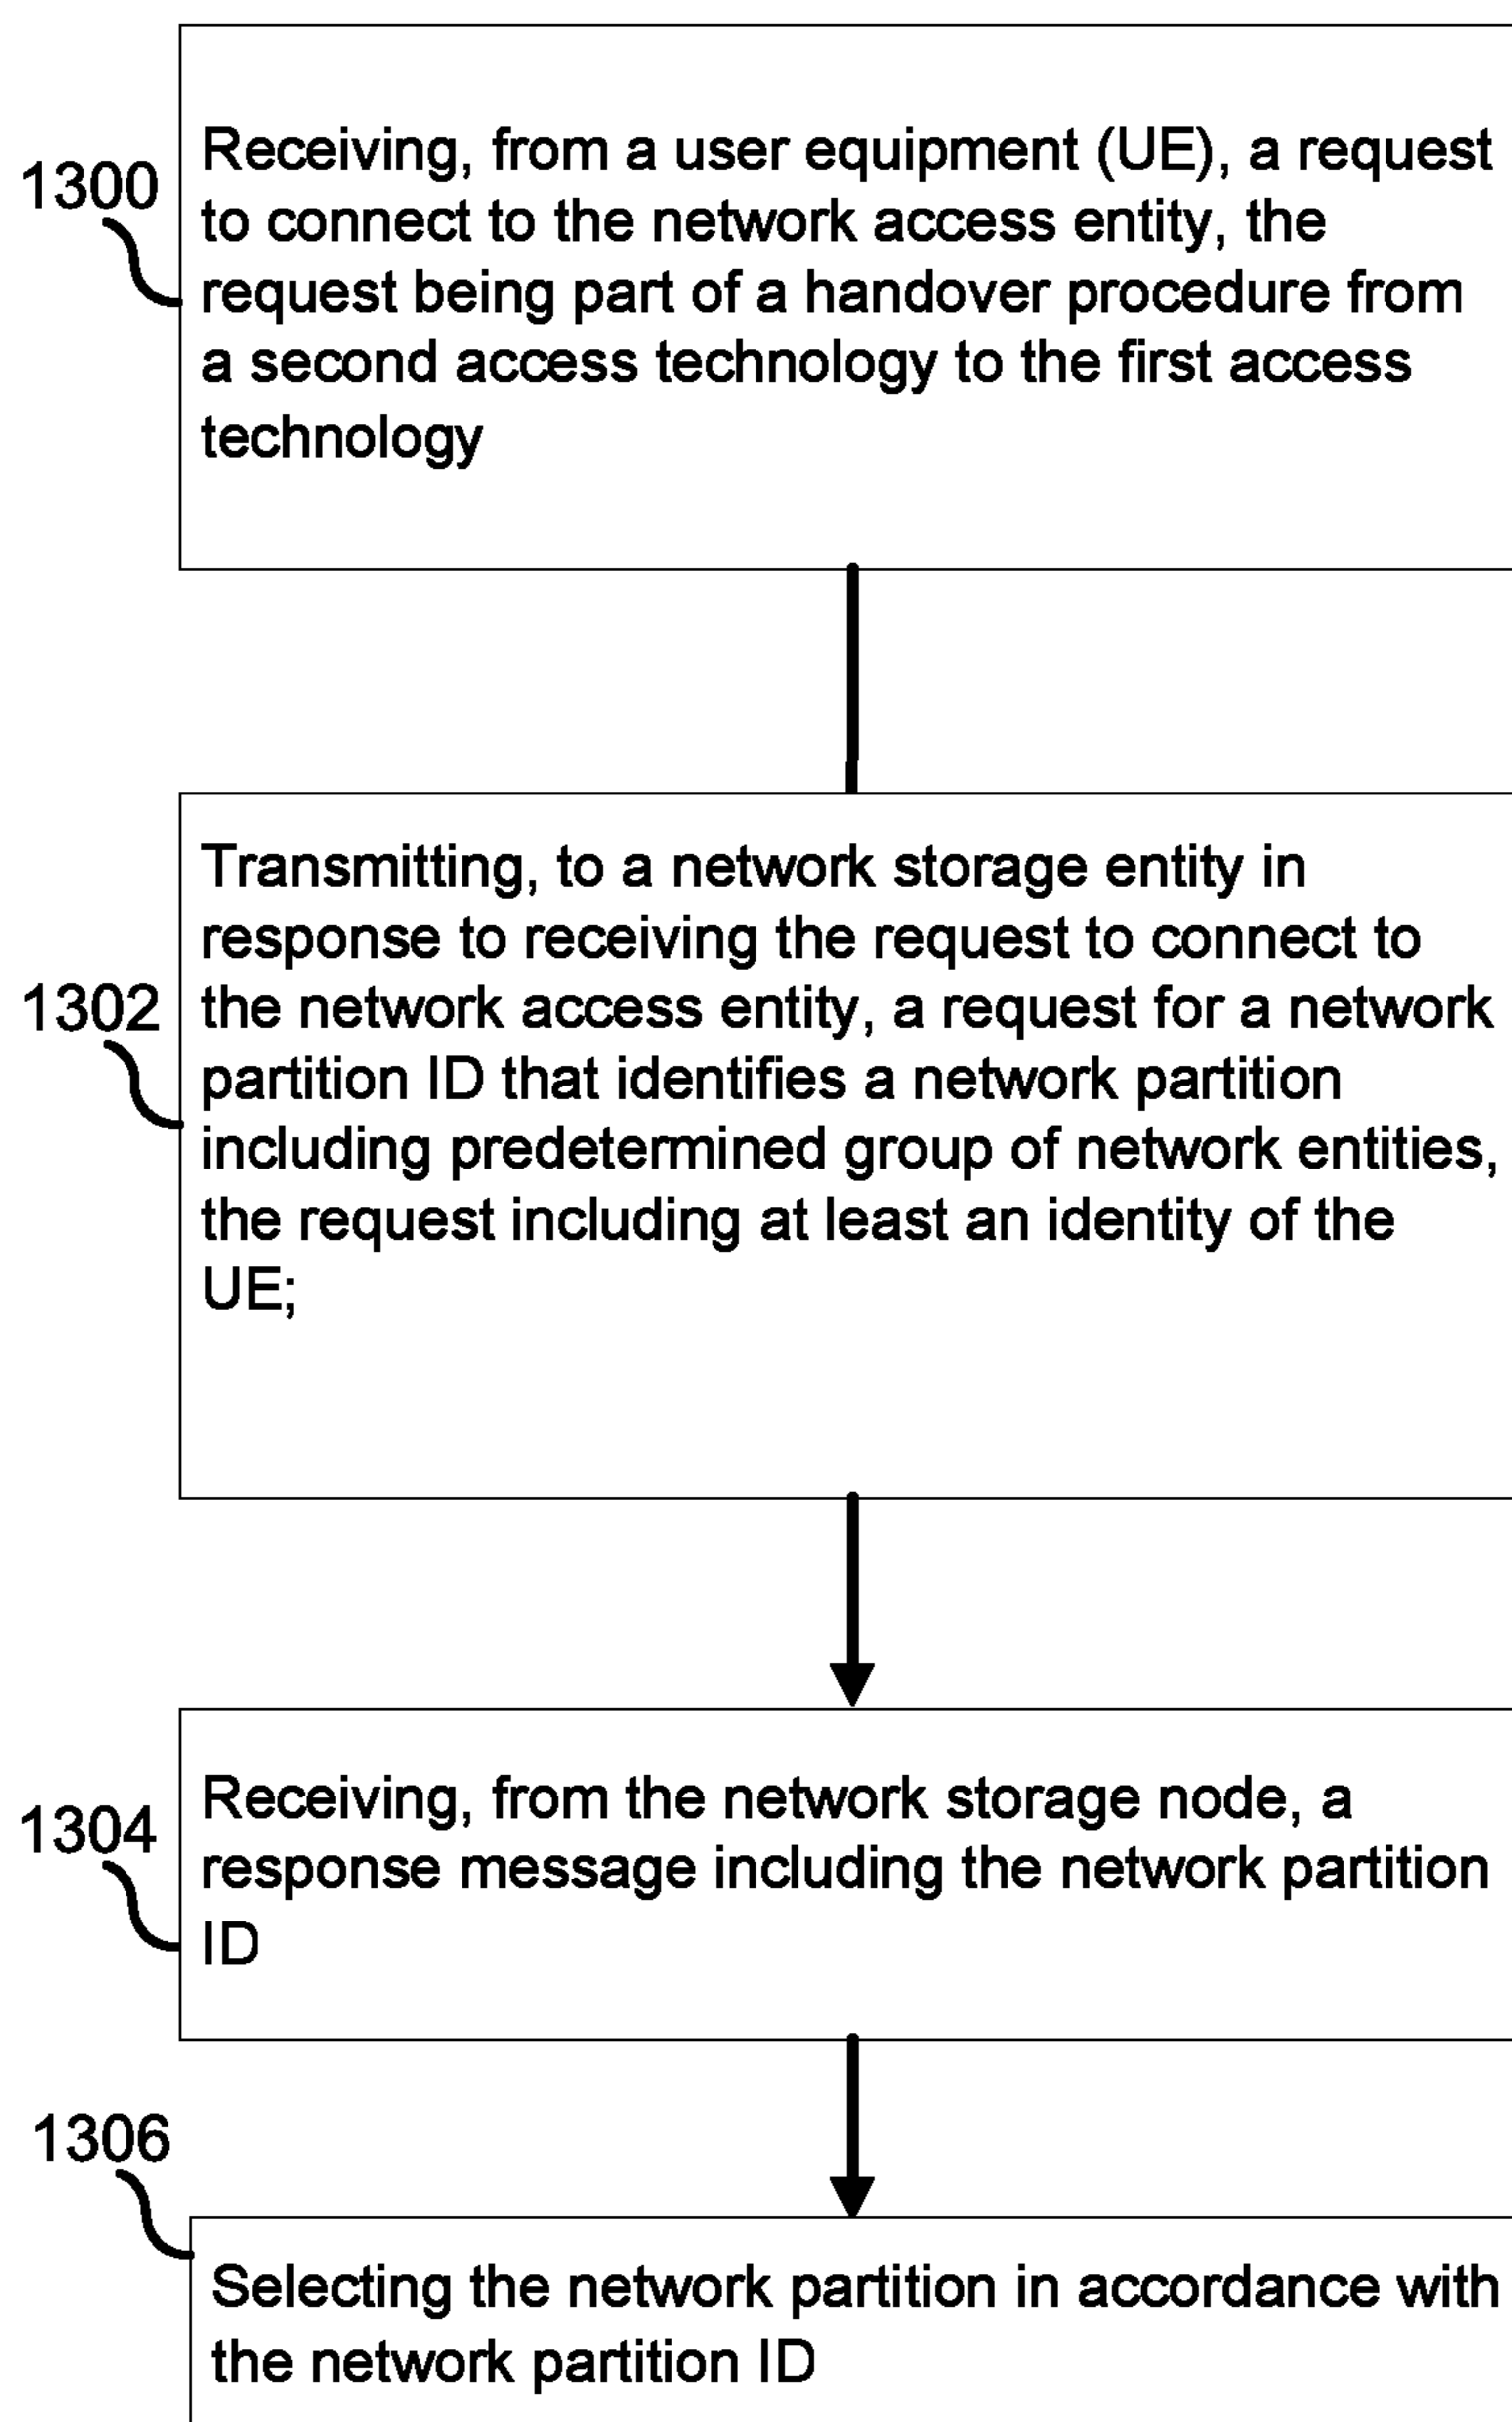 1300
Receiving, from a user equipment (UE), a request
to connect to the network access entity, the
request being part of a handover procedure from
a second access technology to the first access
technology
1302
Transmitting, to a network storage entity in
response to receiving the request to connect to
the network access entity, a request for a network
partition ID that identifies a network partition
including predetermined group of network entities,
the request including at least an identity of the
UE;
1304
Receiving, from the network storage node, a
response message including the network partition
ID
1306
Selecting the network partition in accordance with
the network partition ID